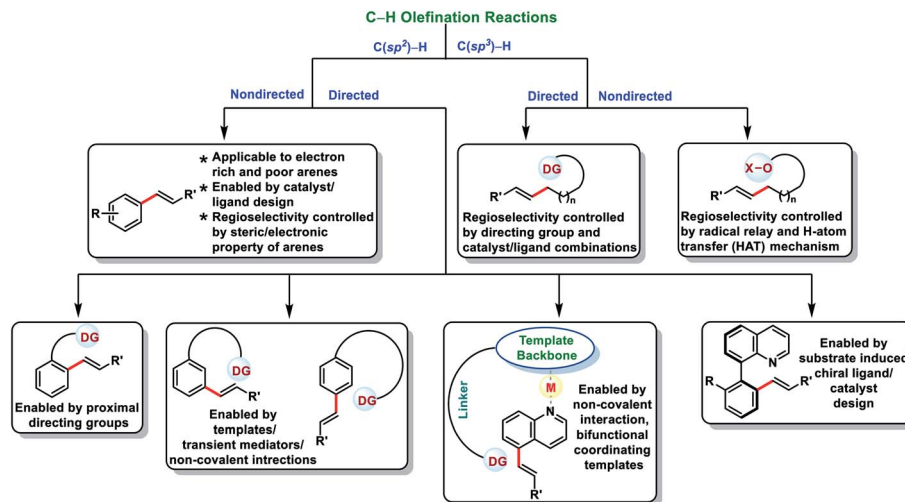 C–H Olefination Reactions
C(sp²)–H
C(sp³)–H
Nondirected
Directed
Directed
Nondirected
R
R'
* Applicable to electron
rich and poor arenes
* Enabled by catalyst/
ligand design
* Regioselectivity controlled
by steric/electronic
property of arenes
DG
R'
( )n
Regioselectivity controlled
by directing group and
catalyst/ligand combinations
X–O
R'
( )n
Regioselectivity controlled
by radical relay and H-atom
transfer (HAT) mechanism
DG
R'
Enabled by proximal
directing groups
DG
R'
DG
R'
Enabled by
templates/
transient mediators/
non-covalent intrections
Template
Backbone
Linker
M
N
DG
R'
Enabled by
non-covalent
interaction,
bifunctional
coordinating
templates
N
R
R'
Enabled by
substrate induced
chiral ligand/
catalyst
design